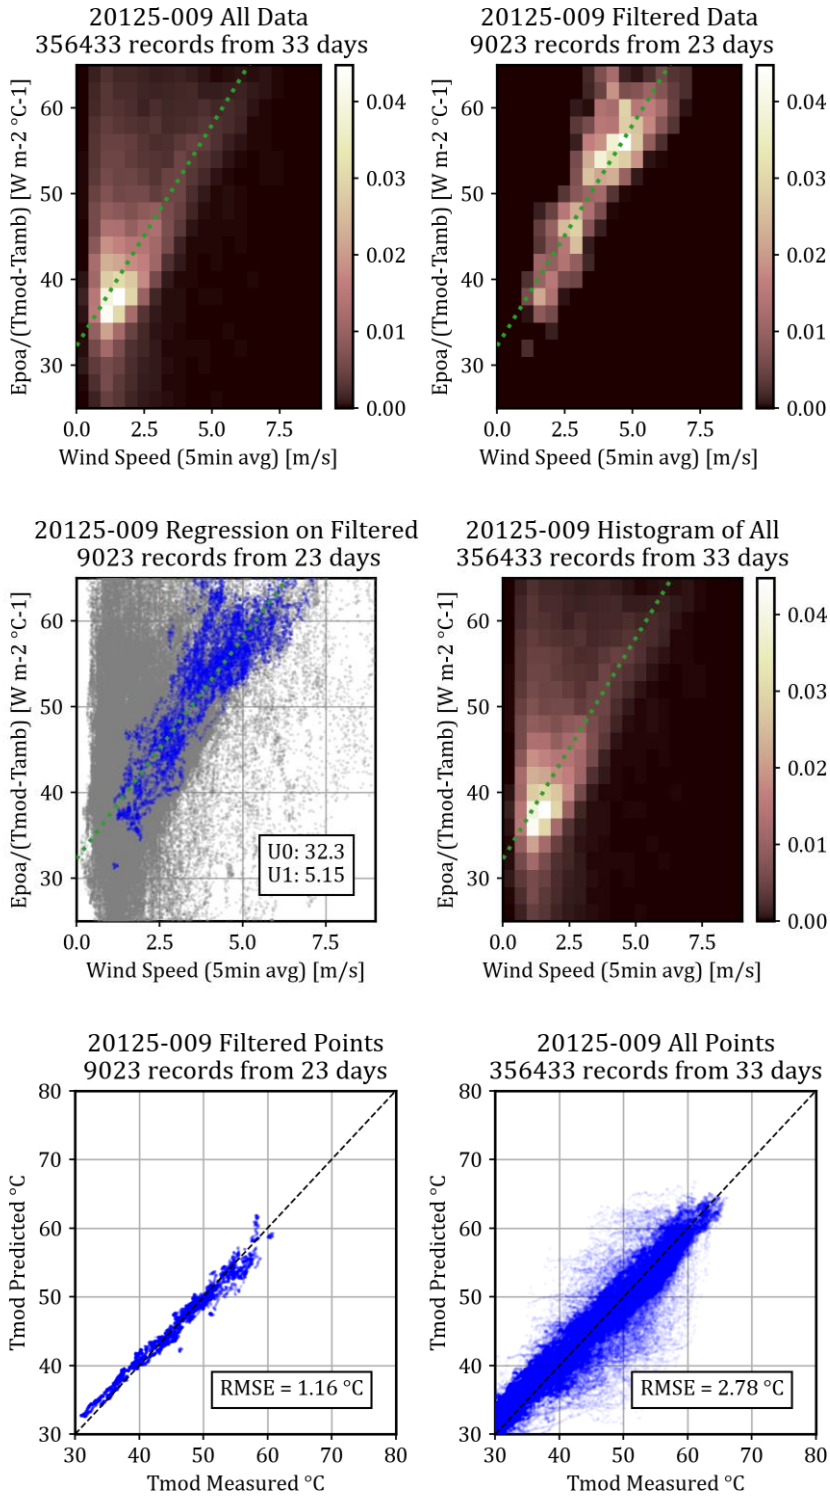 20125-009 All Data
356433 records from 33 days
Epoa/(Tmod-Tamb) [W m-2 °C-1]
60
50
40
30
0.0 2.5 5.0 7.5
Wind Speed (5min avg) [m/s]
0.04
0.03
0.02
0.01
0.00
20125-009 Filtered Data
9023 records from 23 days
Epoa/(Tmod-Tamb) [W m-2 °C-1]
60
50
40
30
0.0 2.5 5.0 7.5
Wind Speed (5min avg) [m/s]
0.04
0.03
0.02
0.01
0.00
20125-009 Regression on Filtered
9023 records from 23 days
Epoa/(Tmod-Tamb) [W m-2 °C-1]
60
50
40
30
U0: 32.3
U1: 5.15
0.0 2.5 5.0 7.5
Wind Speed (5min avg) [m/s]
20125-009 Histogram of All
356433 records from 33 days
Epoa/(Tmod-Tamb) [W m-2 °C-1]
60
50
40
30
0.0 2.5 5.0 7.5
Wind Speed (5min avg) [m/s]
0.04
0.03
0.02
0.01
0.00
20125-009 Filtered Points
9023 records from 23 days
Tmod Predicted °C
80
70
60
50
40
30
RMSE = 1.16 °C
30 40 50 60 70 80
Tmod Measured °C
20125-009 All Points
356433 records from 33 days
Tmod Predicted °C
80
70
60
50
40
30
RMSE = 2.78 °C
30 40 50 60 70 80
Tmod Measured °C